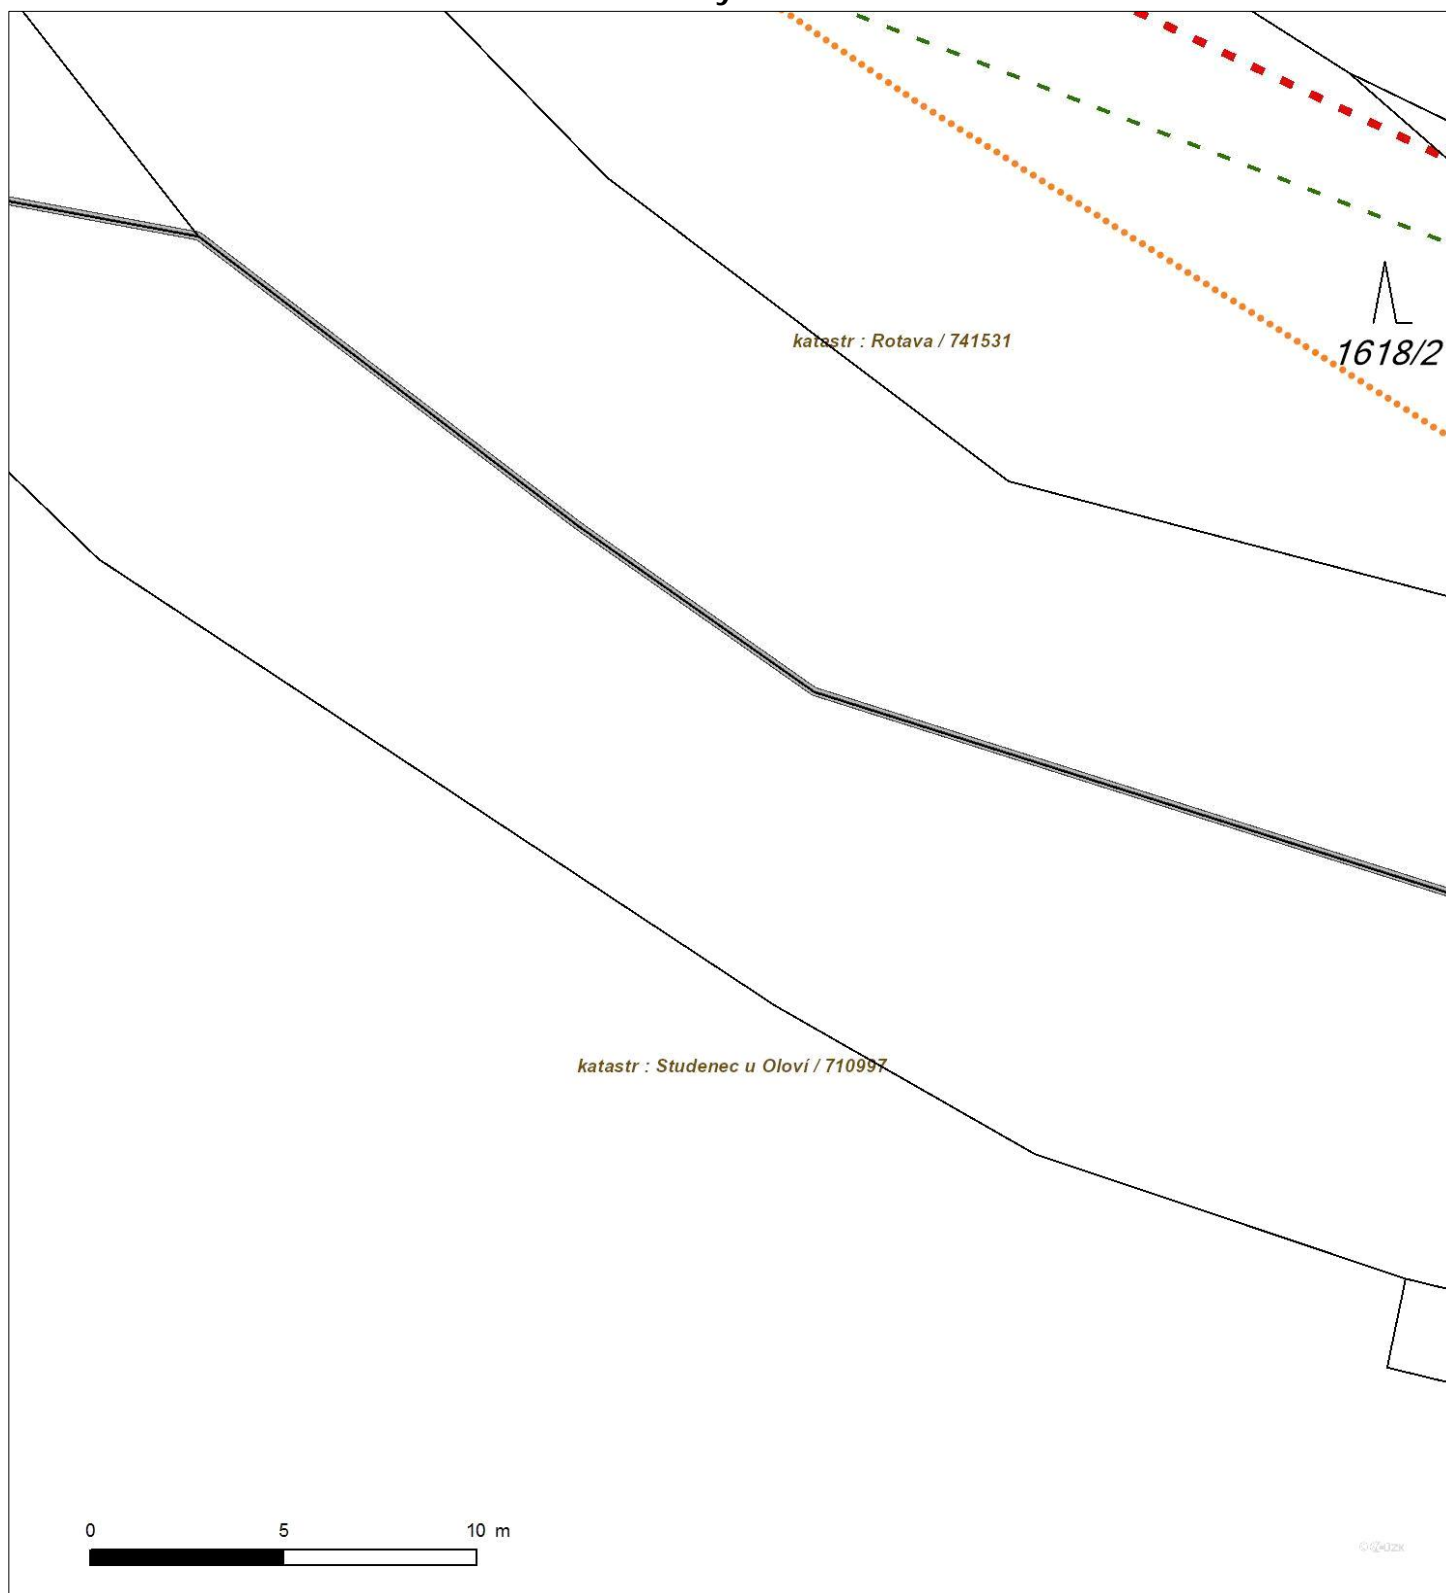 katastr : Rotava / 741531
1618/2
katastr : Studenec u Oloví / 710997
0 5 10 m